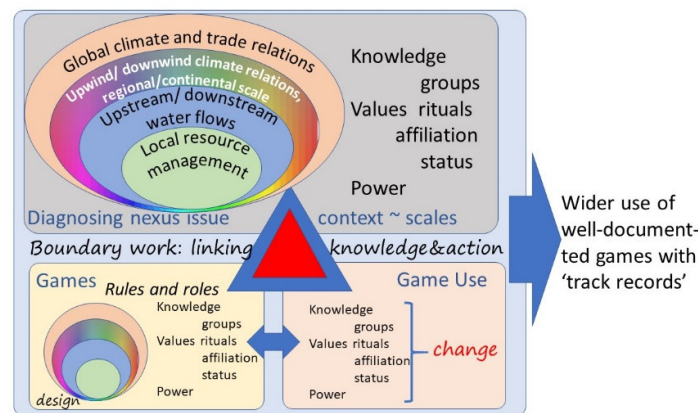 Global climate and trade relations
Upwind/ downwind climate relations,
regional/continental scale
Upstream/ downstream
water flows
Local resource
management
Knowledge
groups
Values rituals
affiliation
status
Power
Diagnosing nexus issue
context ~ scales
Boundary work: linking
knowledge&action
Games
Rules and roles
Knowledge
groups
Values rituals
affiliation
status
Power
design
Game Use
Knowledge
groups
Values rituals
affiliation
status
Power
change
Wider use of
well-document-
ted games with
‘track records’